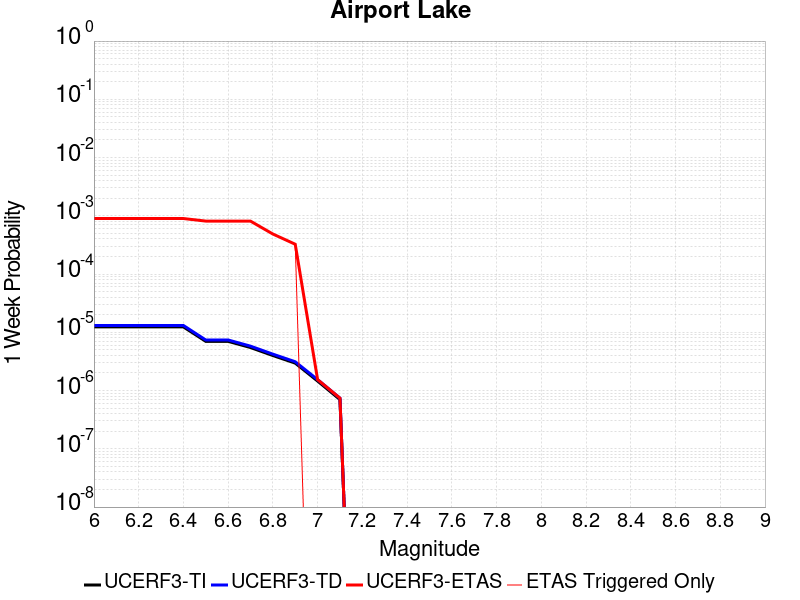 Airport Lake
10^0
10^-1
10^-2
10^-3
10^-4
10^-5
10^-6
10^-7
10^-8
1 Week Probability
6 6.2 6.4 6.6 6.8 7 7.2 7.4 7.6 7.8 8 8.2 8.4 8.6 8.8 9
Magnitude
UCERF3-TI UCERF3-TD UCERF3-ETAS ETAS Triggered Only